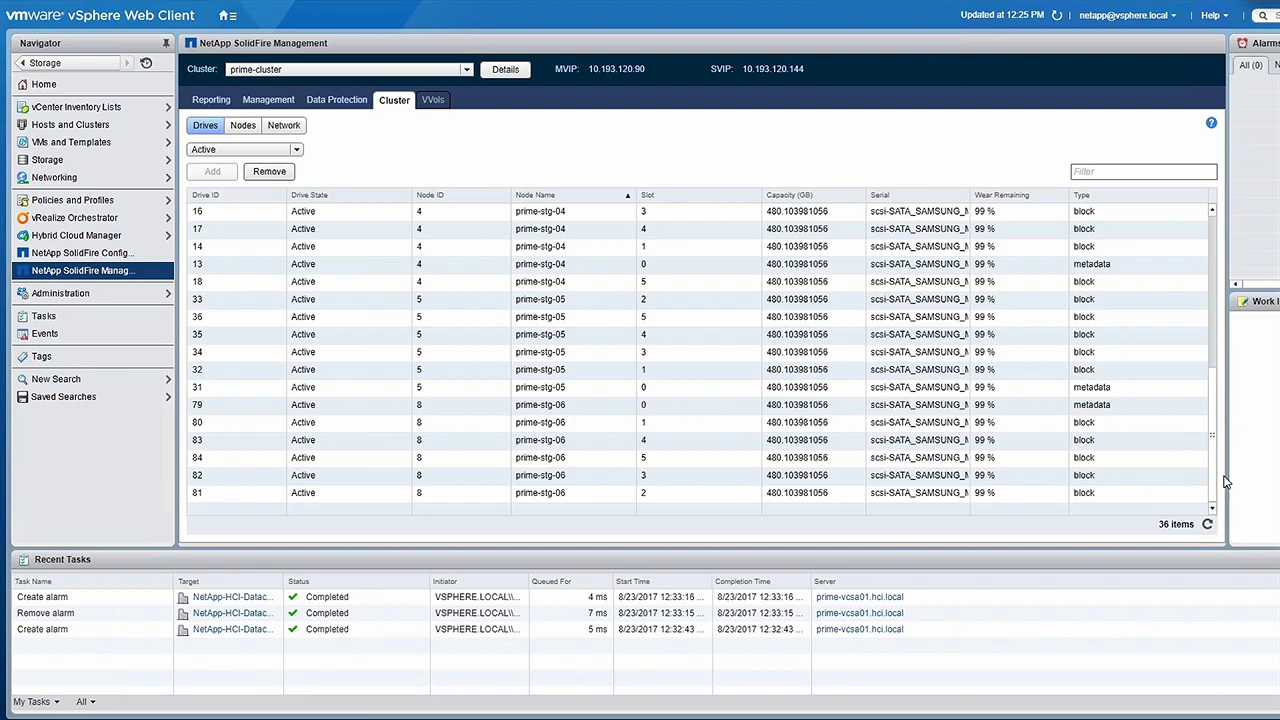 vmware® vSphere Web Client
Updated at 12:25 PM
netapp@vsphere.local
Help
Navigator
Storage
Home
vCenter Inventory Lists
Hosts and Clusters
VMs and Templates
Storage
Networking
Policies and Profiles
vRealize Orchestrator
Hybrid Cloud Manager
NetApp SolidFire Config...
NetApp SolidFire Manag...
Administration
Tasks
Events
Tags
New Search
Saved Searches
NetApp SolidFire Management
Cluster: prime-cluster Details MVIP: 10.193.120.90 SVIP: 10.193.120.144
Reporting Management Data Protection Cluster VVols
Drives Nodes Network
Active
Add Remove Filter
Drive ID Drive State Node ID Node Name Slot Capacity (GB) Serial Wear Remaining Type
16 Active 4 prime-stg-04 3 480.103981056 scsi-SATA_SAMSUNG_M 99 % block
17 Active 4 prime-stg-04 4 480.103981056 scsi-SATA_SAMSUNG_M 99 % block
14 Active 4 prime-stg-04 1 480.103981056 scsi-SATA_SAMSUNG_M 99 % block
13 Active 4 prime-stg-04 0 480.103981056 scsi-SATA_SAMSUNG_M 99 % metadata
18 Active 4 prime-stg-04 5 480.103981056 scsi-SATA_SAMSUNG_M 99 % block
33 Active 5 prime-stg-05 2 480.103981056 scsi-SATA_SAMSUNG_M 99 % block
36 Active 5 prime-stg-05 5 480.103981056 scsi-SATA_SAMSUNG_M 99 % block
35 Active 5 prime-stg-05 4 480.103981056 scsi-SATA_SAMSUNG_M 99 % block
34 Active 5 prime-stg-05 3 480.103981056 scsi-SATA_SAMSUNG_M 99 % block
32 Active 5 prime-stg-05 1 480.103981056 scsi-SATA_SAMSUNG_M 99 % block
31 Active 5 prime-stg-05 0 480.103981056 scsi-SATA_SAMSUNG_M 99 % metadata
79 Active 8 prime-stg-06 0 480.103981056 scsi-SATA_SAMSUNG_M 99 % metadata
80 Active 8 prime-stg-06 1 480.103981056 scsi-SATA_SAMSUNG_M 99 % block
83 Active 8 prime-stg-06 4 480.103981056 scsi-SATA_SAMSUNG_M 99 % block
84 Active 8 prime-stg-06 5 480.103981056 scsi-SATA_SAMSUNG_M 99 % block
82 Active 8 prime-stg-06 3 480.103981056 scsi-SATA_SAMSUNG_M 99 % block
81 Active 8 prime-stg-06 2 480.103981056 scsi-SATA_SAMSUNG_M 99 % block
36 items
Alarms
All (0) N
Work I
Recent Tasks
Task Name Target Status Initiator Queued For Start Time Completion Time Server
Create alarm NetApp-HCI-Datac... Completed VSPHERE.LOCAL\\... 4 ms 8/23/2017 12:33:16 ... 8/23/2017 12:33:16 ... prime-vcsa01.hci.local
Remove alarm NetApp-HCI-Datac... Completed VSPHERE.LOCAL\\... 7 ms 8/23/2017 12:33:15 ... 8/23/2017 12:33:15 ... prime-vcsa01.hci.local
Create alarm NetApp-HCI-Datac... Completed VSPHERE.LOCAL\\... 5 ms 8/23/2017 12:32:43 ... 8/23/2017 12:32:43 ... prime-vcsa01.hci.local
My Tasks All